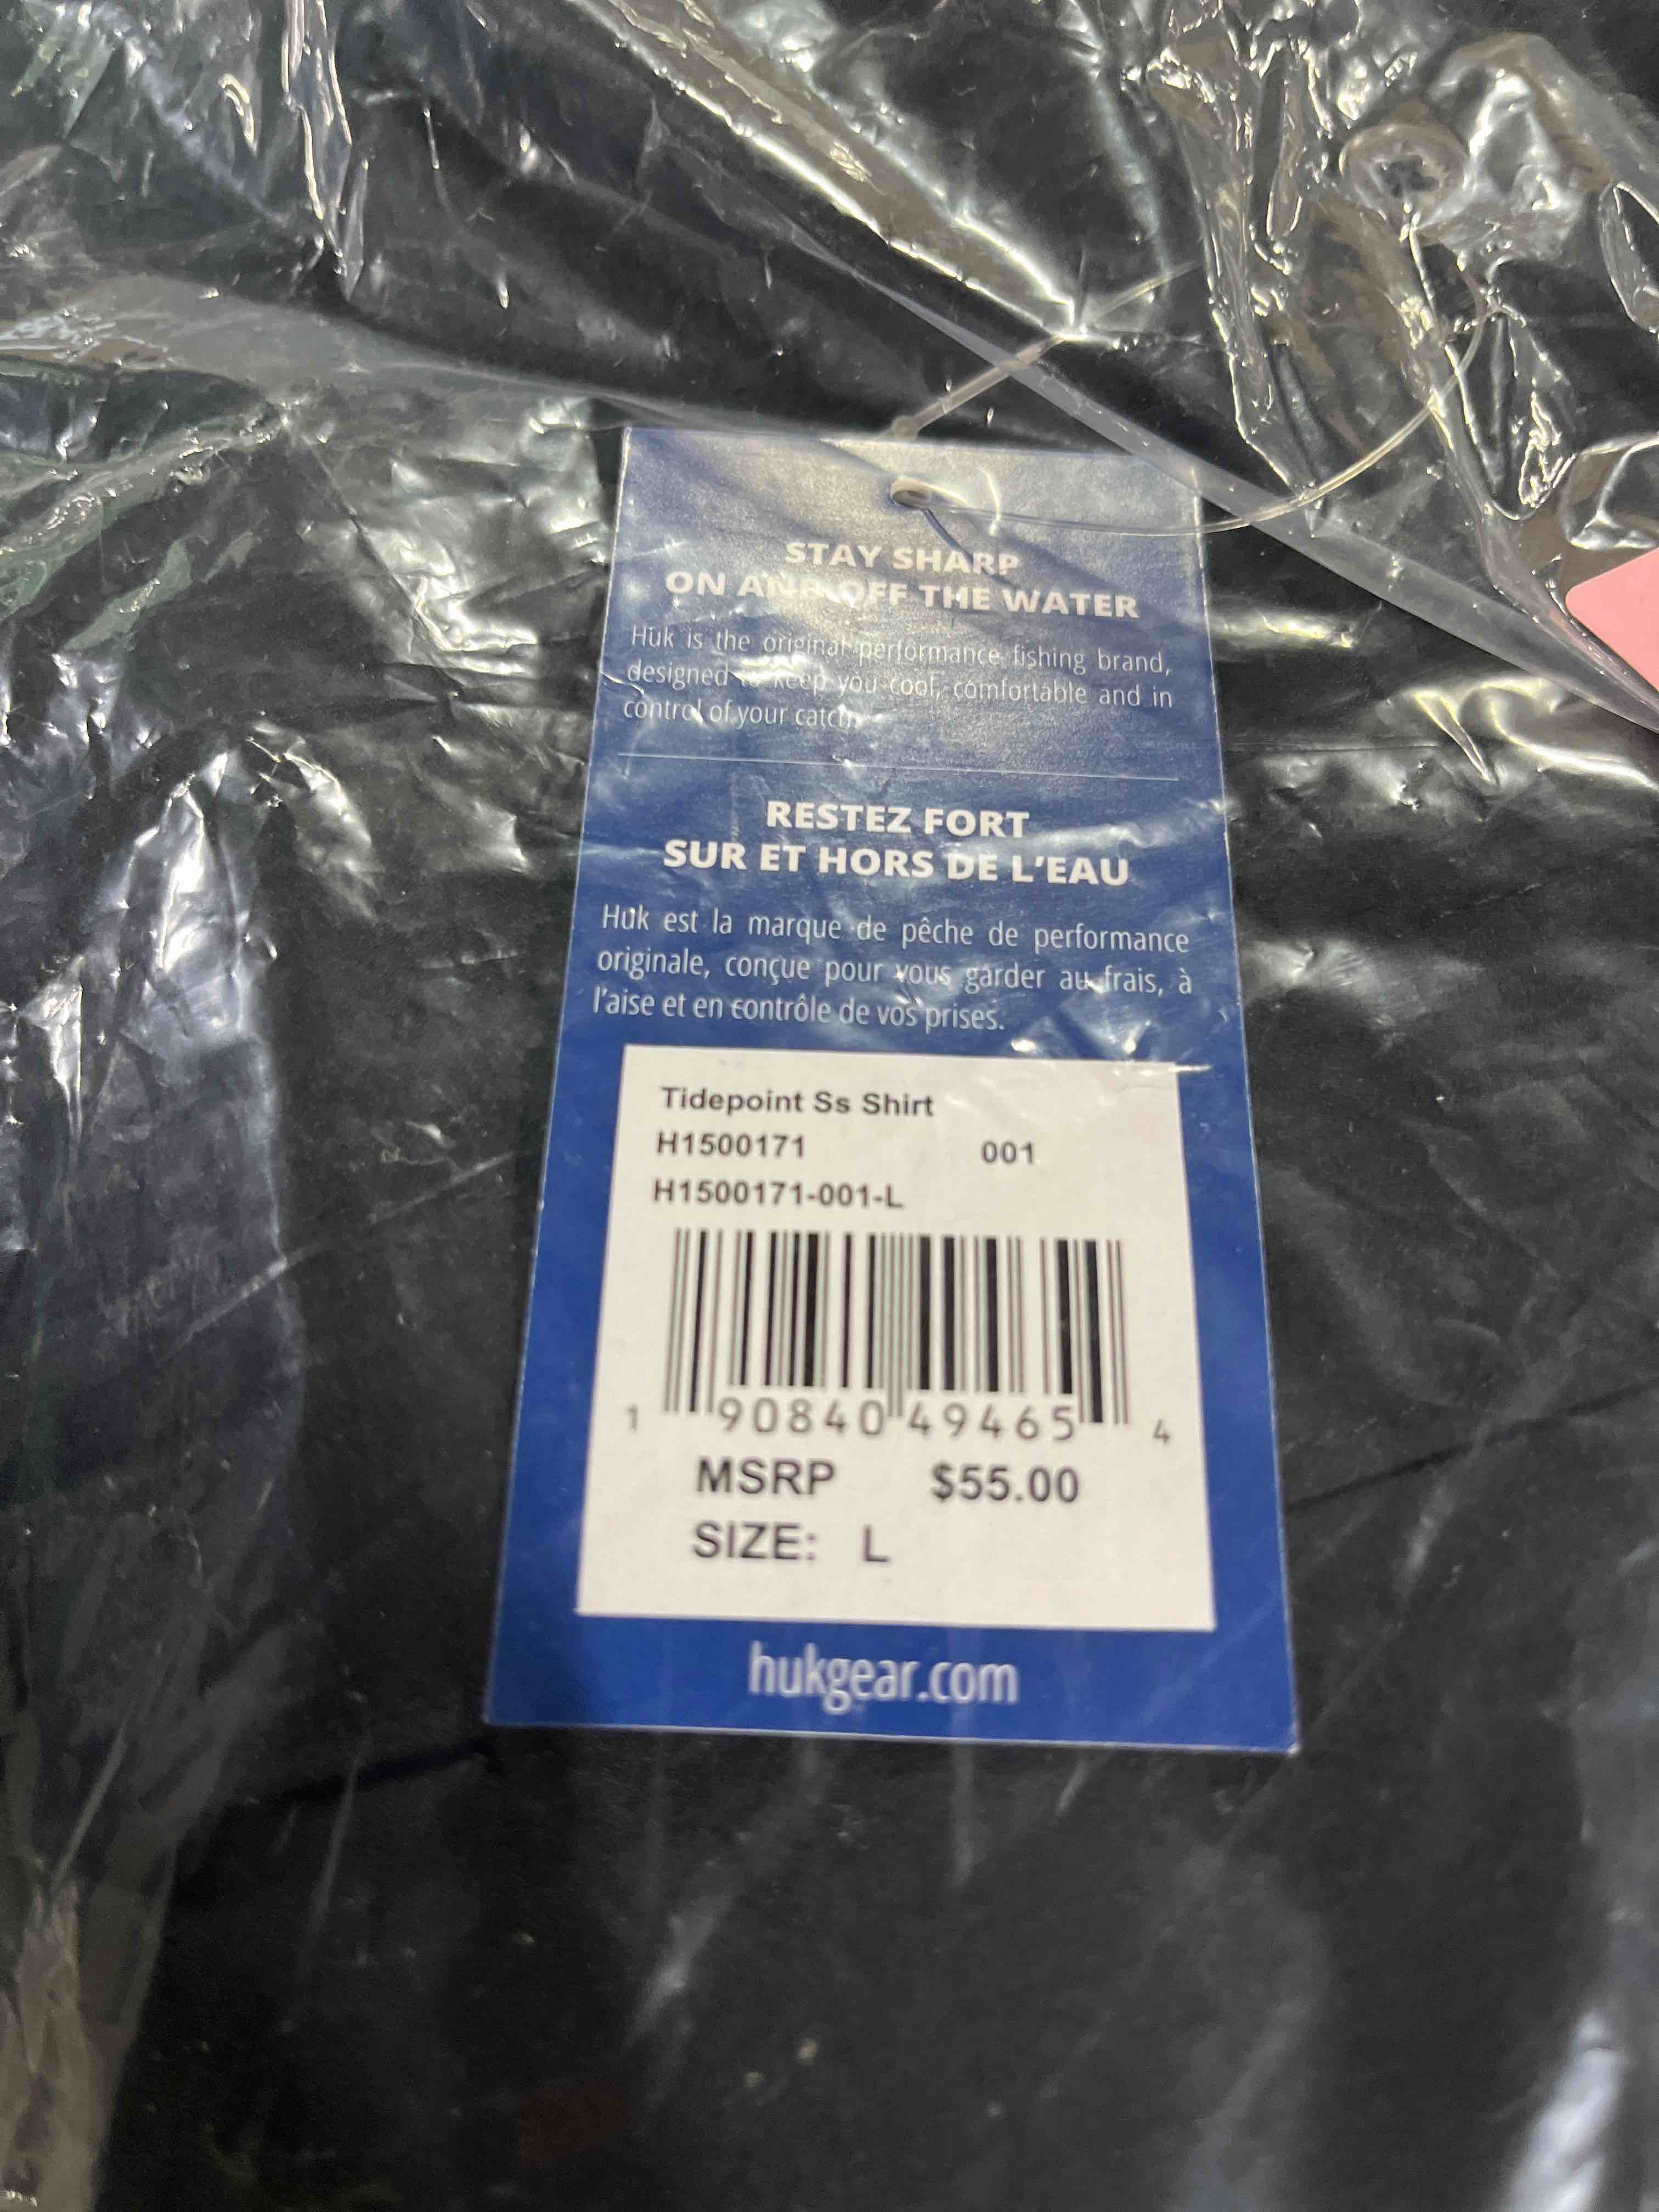 STAY SHARP
ON AND OFF THE WATER
Huk is the original performance fishing brand,
designed to keep you cool, comfortable and in
control of your catch.
RESTEZ FORT
SUR ET HORS DE L'EAU
Huk est la marque de pêche de performance
originale, conçue pour vous garder au frais, à
l'aise et en contrôle de vos prises.
Tidepoint Ss Shirt
H1500171 001
H1500171-001-L
1 90840 49465 4
MSRP $55.00
SIZE: L
hukgear.com